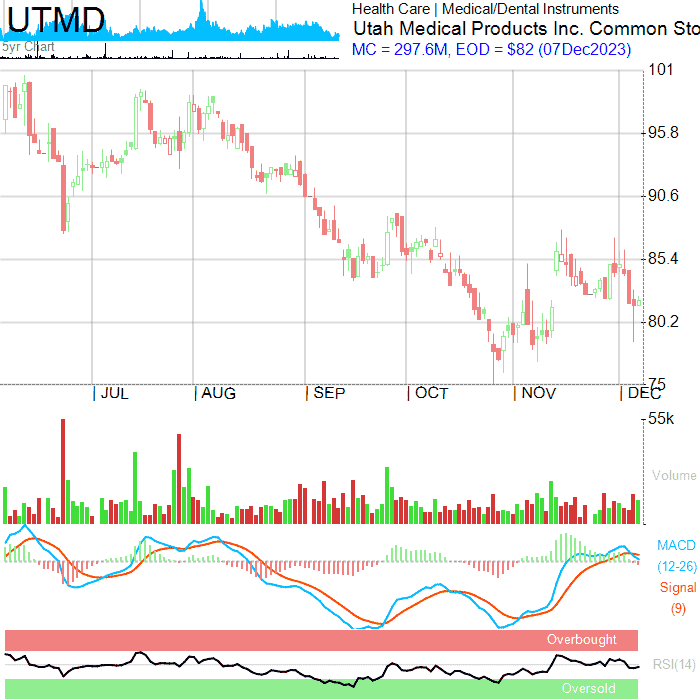 UTMD
5yr Chart
Health Care | Medical/Dental Instruments
Utah Medical Products Inc. Common Sto
MC = 297.6M, EOD = $82 (07Dec2023)
101
95.8
90.6
85.4
80.2
75
JUL
AUG
SEP
OCT
NOV
DEC
55k
Volume
MACD
(12-26)
Signal
(9)
Overbought
RSI(14)
Oversold